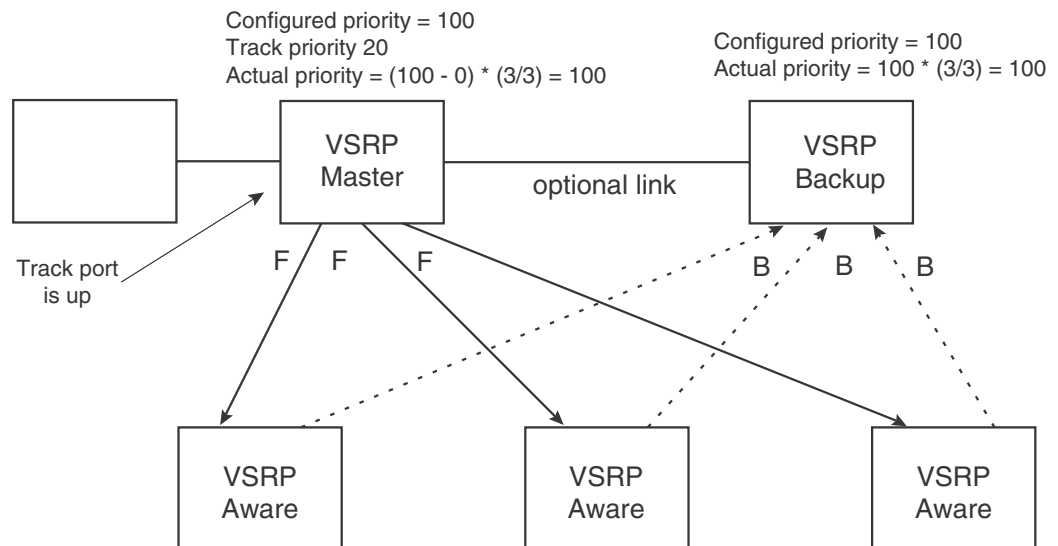 Configured priority = 100
Track priority 20
Actual priority = (100 - 0) * (3/3) = 100
Configured priority = 100
Actual priority = 100 * (3/3) = 100
VSRP
Master
optional link
VSRP
Backup
Track port
is up
F
F
F
B
B
B
VSRP
Aware
VSRP
Aware
VSRP
Aware